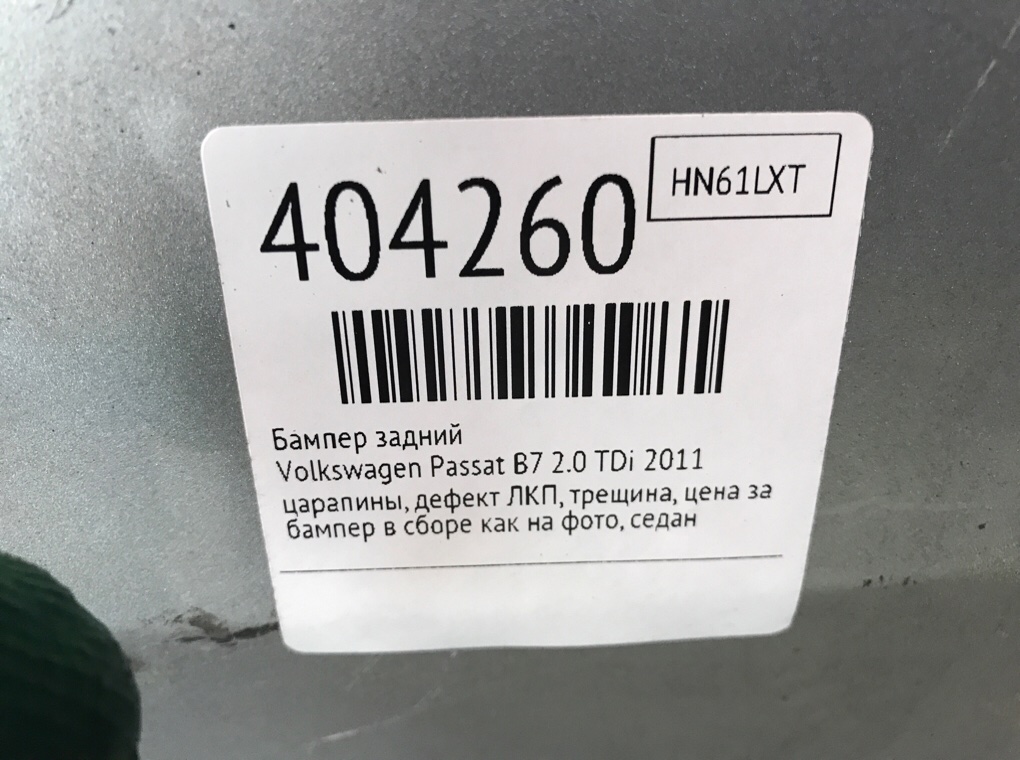 404260
HN61LXT
Бампер задний
Volkswagen Passat B7 2.0 TDi 2011
царапины, дефект ЛКП, трещина, цена за
бампер в сборе как на фото, седан